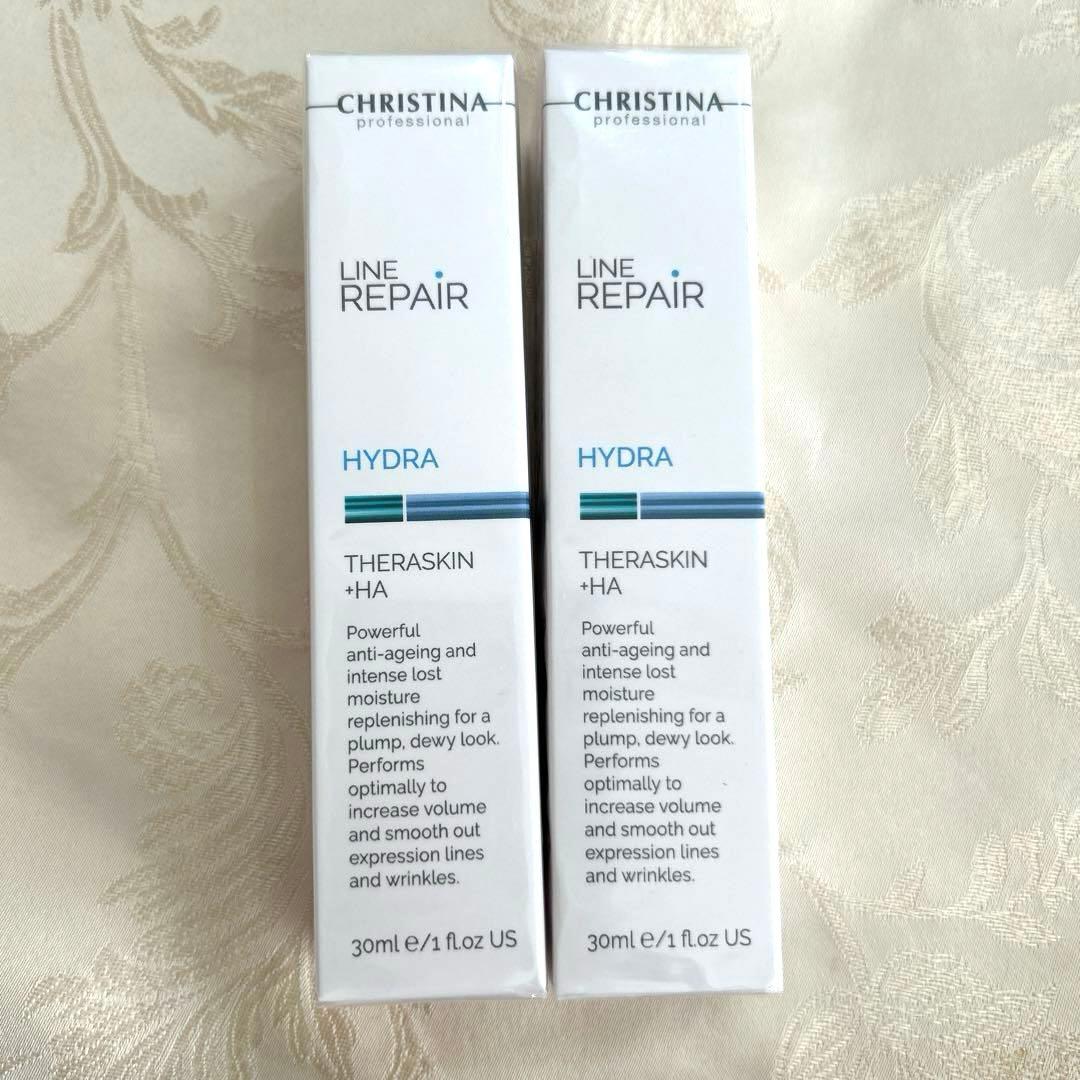 CHRISTINA
professional
LINE
REPAIR
HYDRA
THERASKIN
+HA
Powerful
anti-ageing and
intense lost
moisture
replenishing for a
plump, dewy look.
Performs
optimally to
increase volume
and smooth out
expression lines
and wrinkles.
30ml e/1 fl.oz US
CHRISTINA
professional
LINE
REPAIR
HYDRA
THERASKIN
+HA
Powerful
anti-ageing and
intense lost
moisture
replenishing for a
plump, dewy look.
Performs
optimally to
increase volume
and smooth out
expression lines
and wrinkles.
30ml e/1 fl.oz US